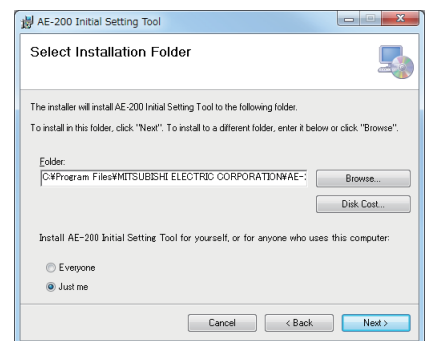 AE-200 Initial Setting Tool
Select Installation Folder
The installer will install AE-200 Initial Setting Tool to the following folder.
To install in this folder, click "Next". To install to a different folder, enter it below or click "Browse".
Folder:
C:¥Program Files¥MITSUBISHI ELECTRIC CORPORATION¥AE-2
Browse...
Disk Cost...
Install AE-200 Initial Setting Tool for yourself, or for anyone who uses this computer:
Everyone
Just me
Cancel
< Back
Next >